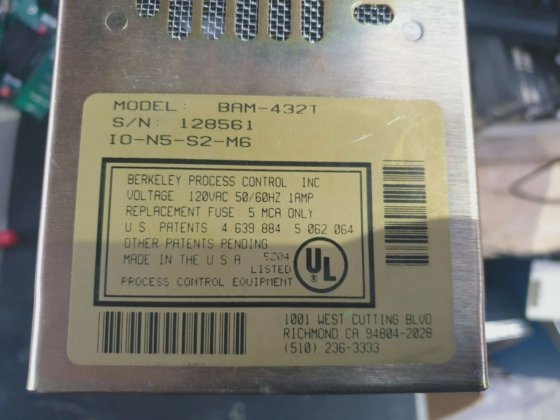 MODEL: BAM-432T
S/N: 128561
IO-N5-S2-M6
BERKELEY PROCESS CONTROL INC
VOLTAGE 120VAC 50/60HZ 1AMP
REPLACEMENT FUSE 5 MCA ONLY
U S PATENTS 4 639 884 5 062 064
OTHER PATENTS PENDING
MADE IN THE U S A 5Z04
LISTED UL
PROCESS CONTROL EQUIPMENT
1001 WEST CUTTING BLVD
RICHMOND CA 94804-2028
(510) 236-3333